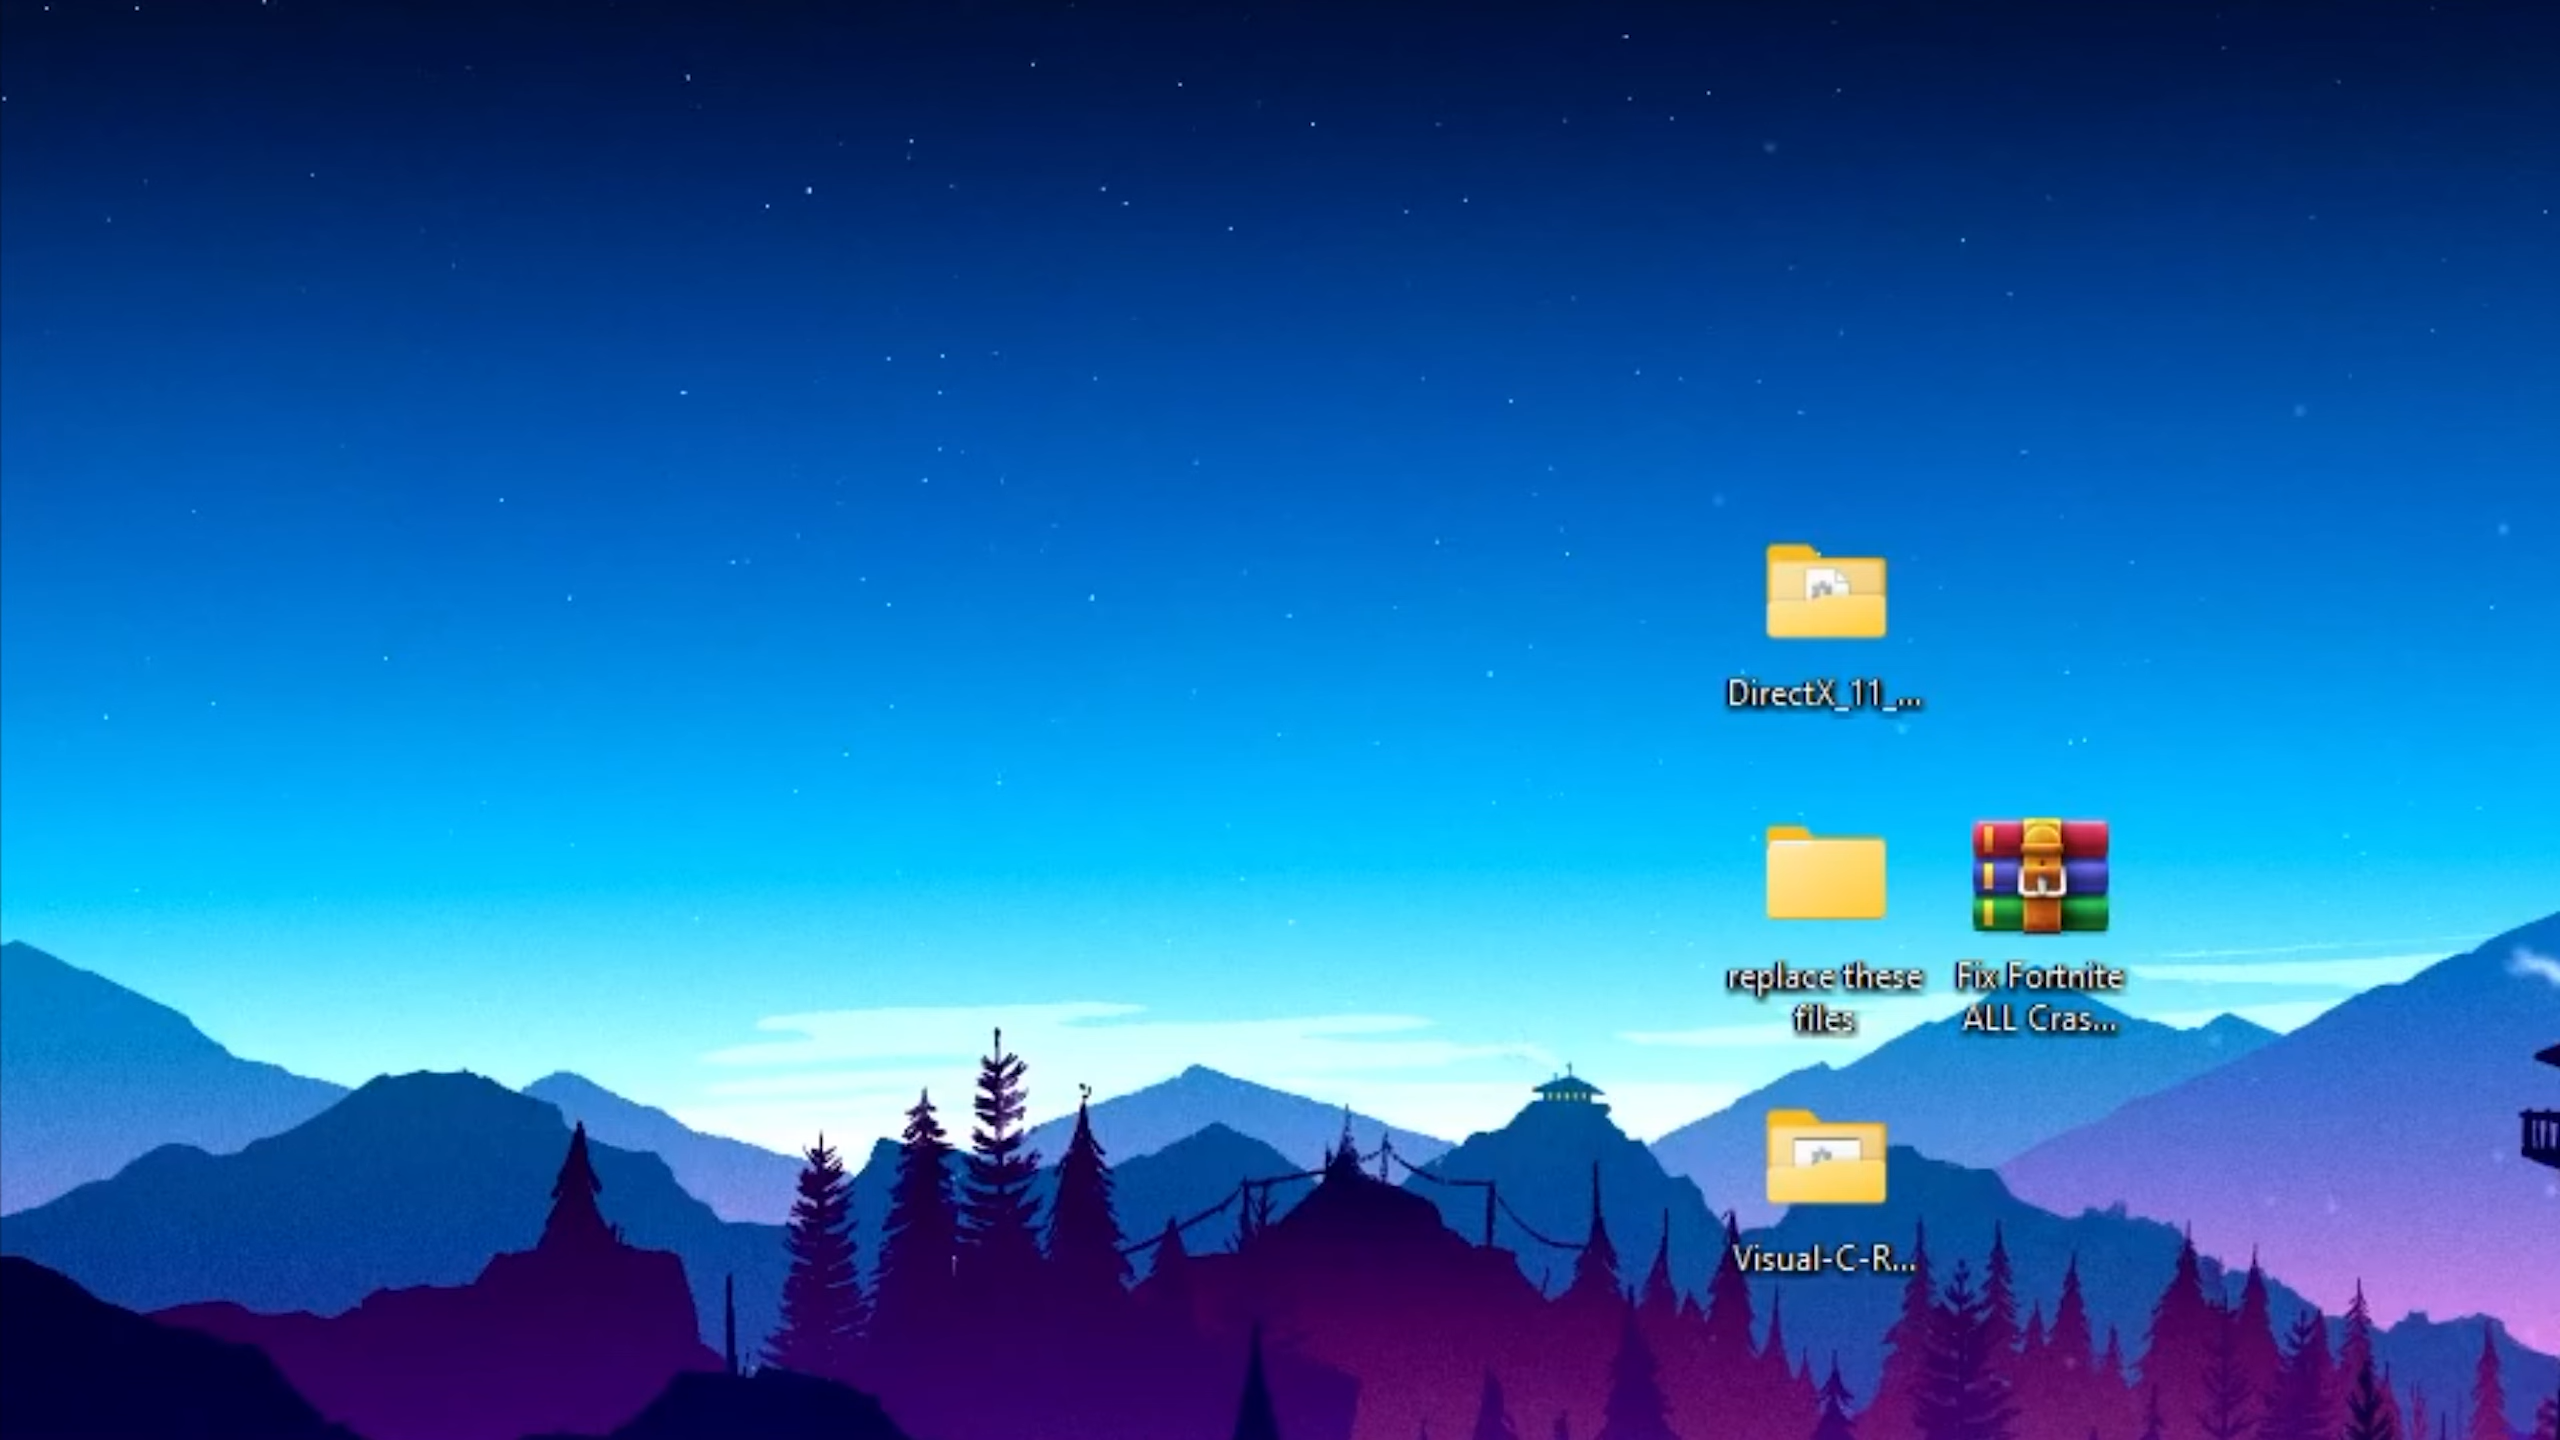 DirectX_11_...
replace these
files
Fix Fortnite
ALL Cras...
Visual-C-R...